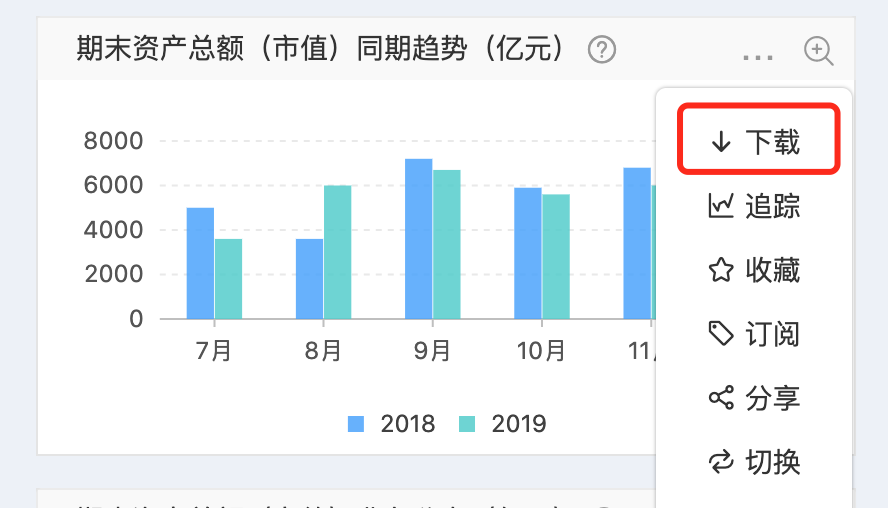 期末资产总额（市值）同期趋势（亿元） ?
...
下载
追踪
收藏
订阅
分享
切换
8000
6000
4000
2000
0
7月 8月 9月 10月 11
2018 2019